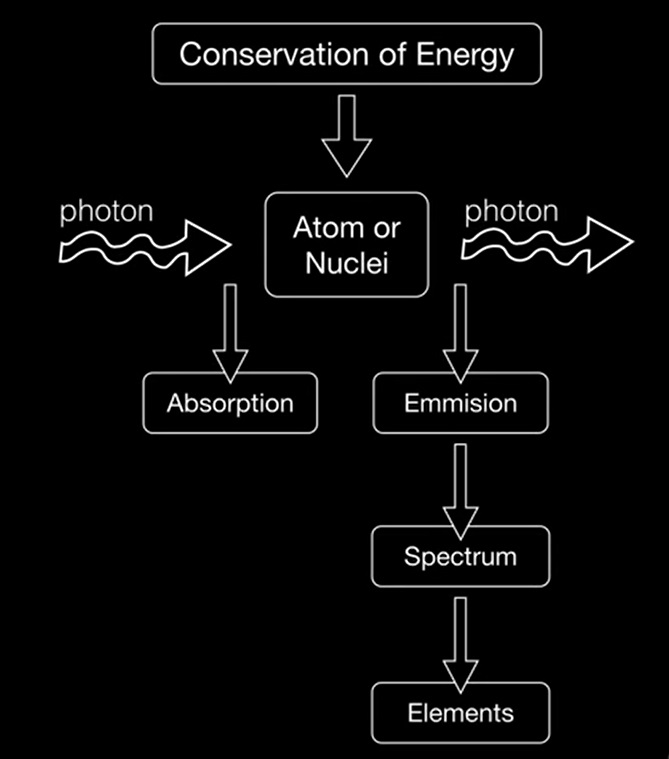 Conservation of Energy
photon
Atom or
Nuclei
photon
Absorption
Emmision
Spectrum
Elements